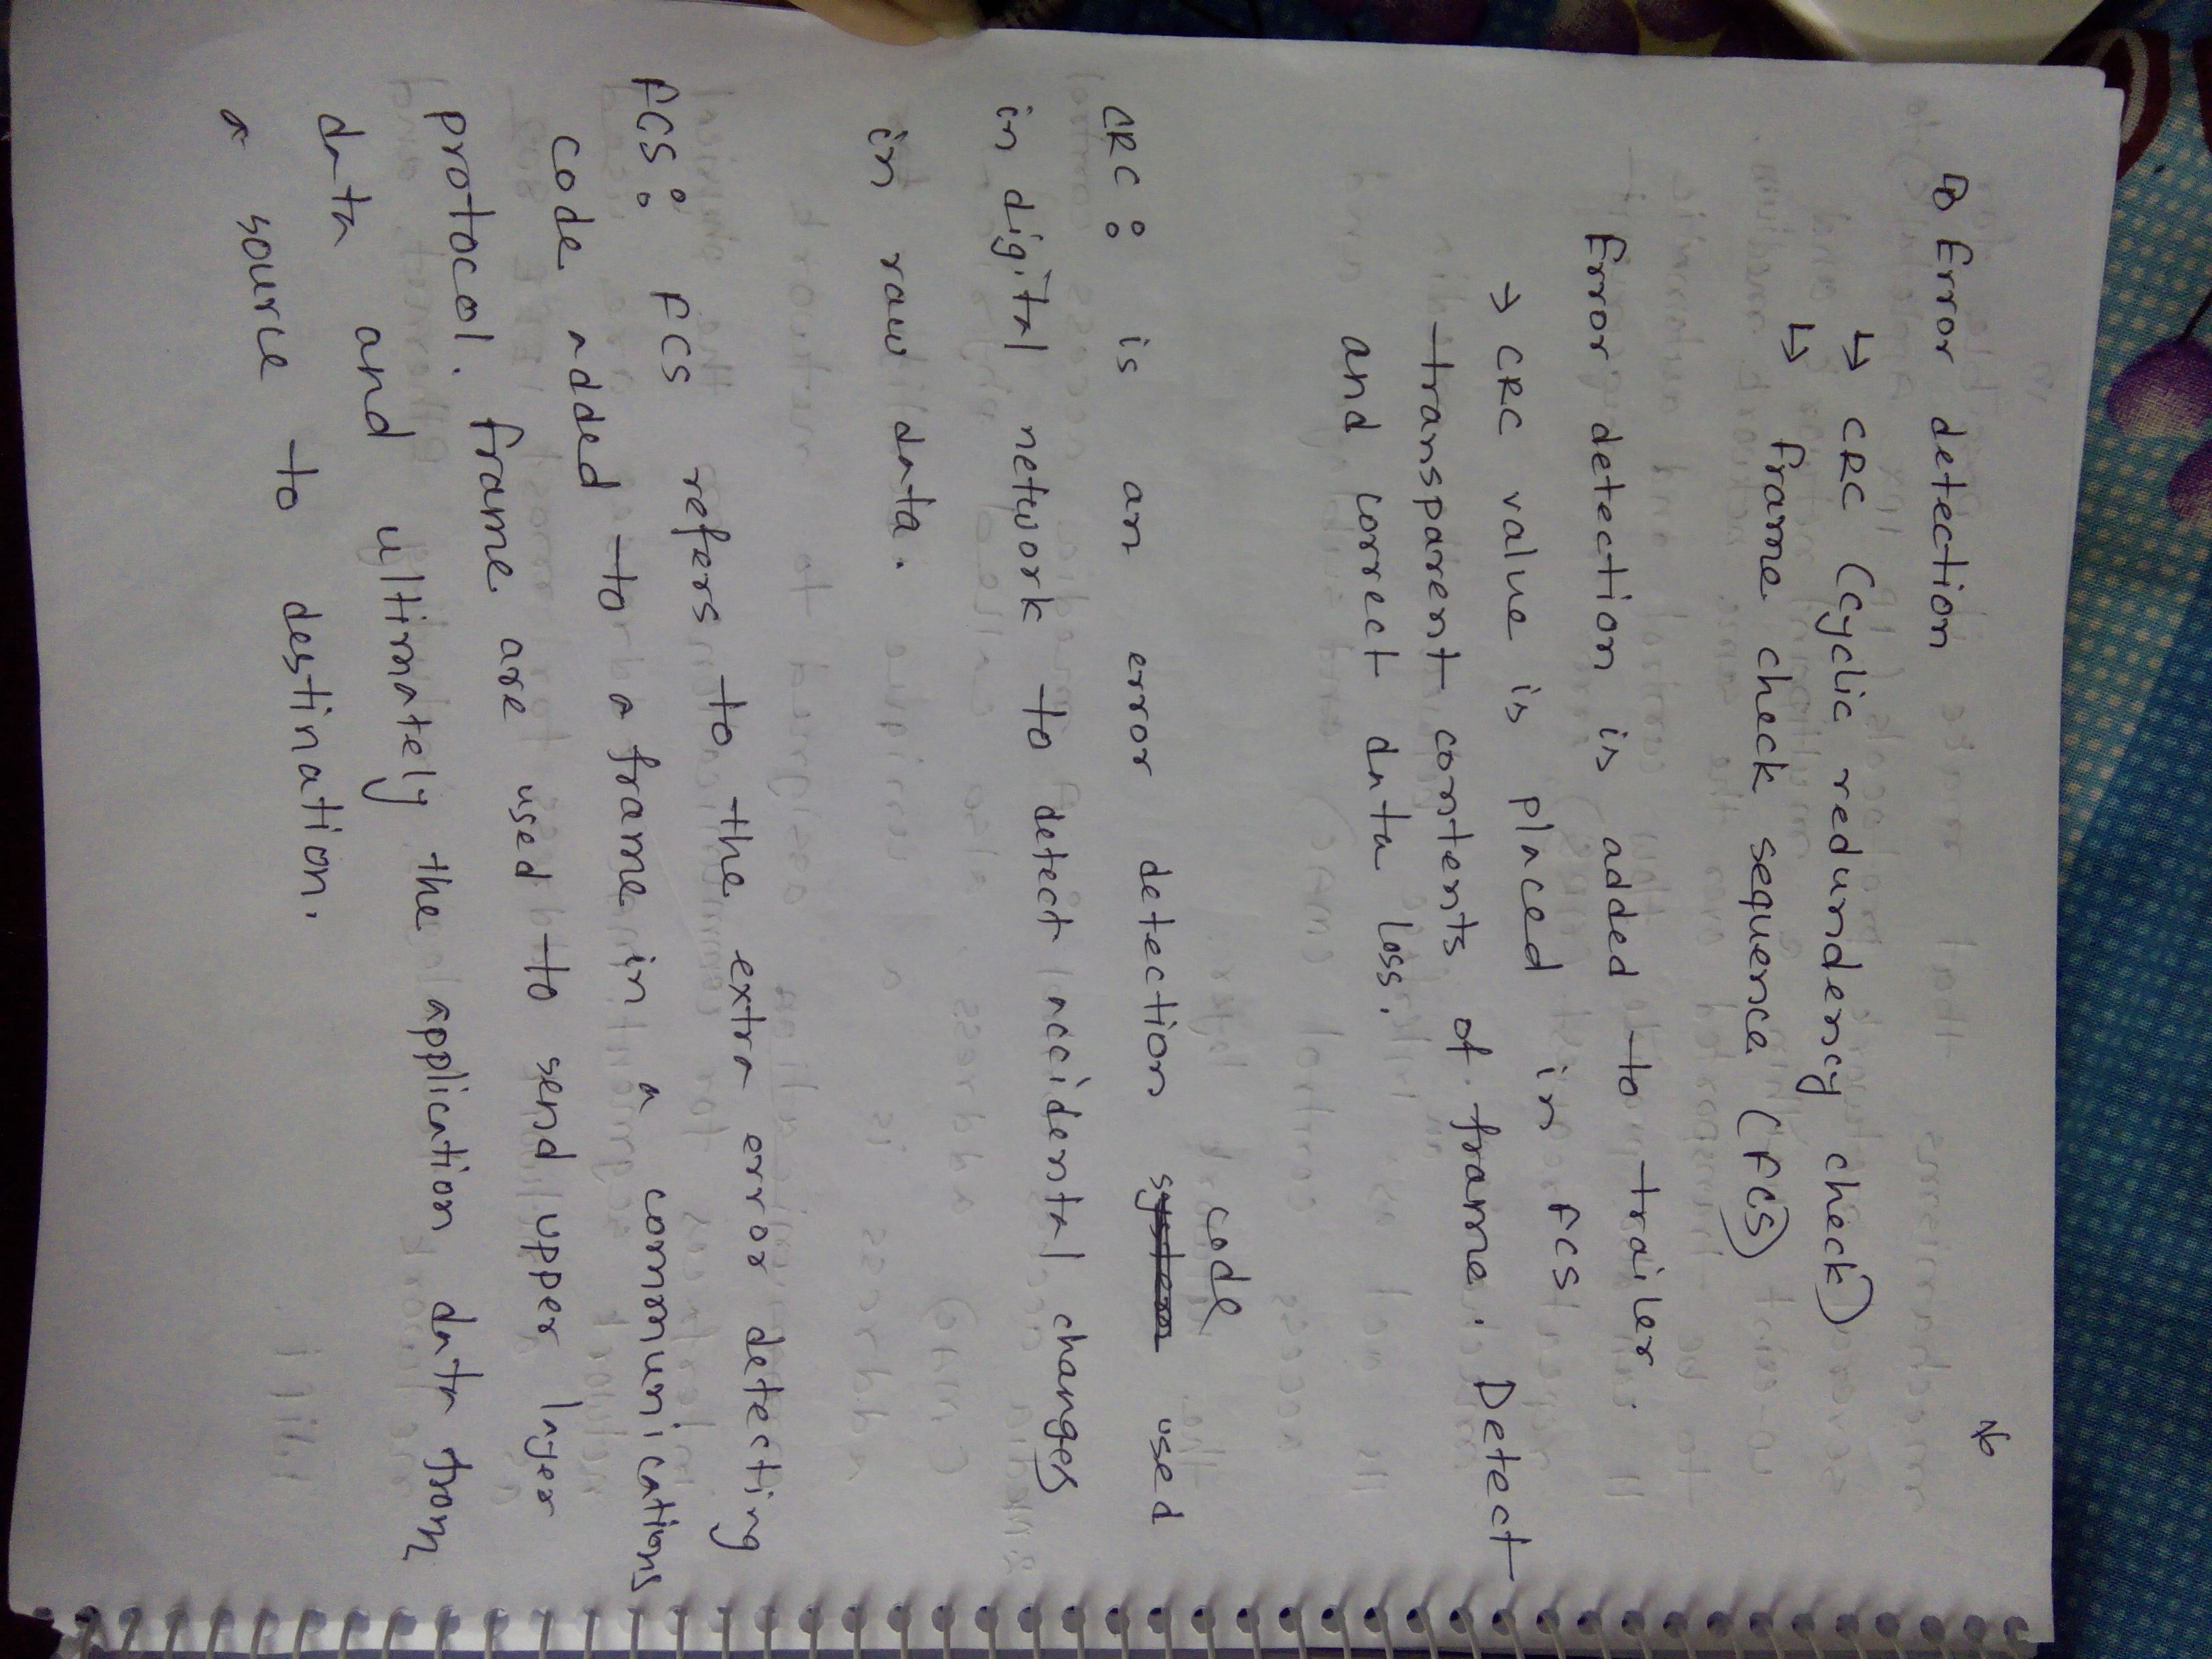 16
D Error detection
↳ CRC (cyclic redundency check)
↳ frame check sequence (FCS)
Error detection is added to trailer.
→ CRC value is placed in FCS
transparent contents of frame. Detect
and correct data loss.
code
CRC: is an error detection system used
in digital network to detect accidental changes
in raw data.
FCS: FCS refers to the extra error detecting
code added to a frame in a communications
protocol. frame are used to send upper layer
data and ultimately the application data from
a source to destination.